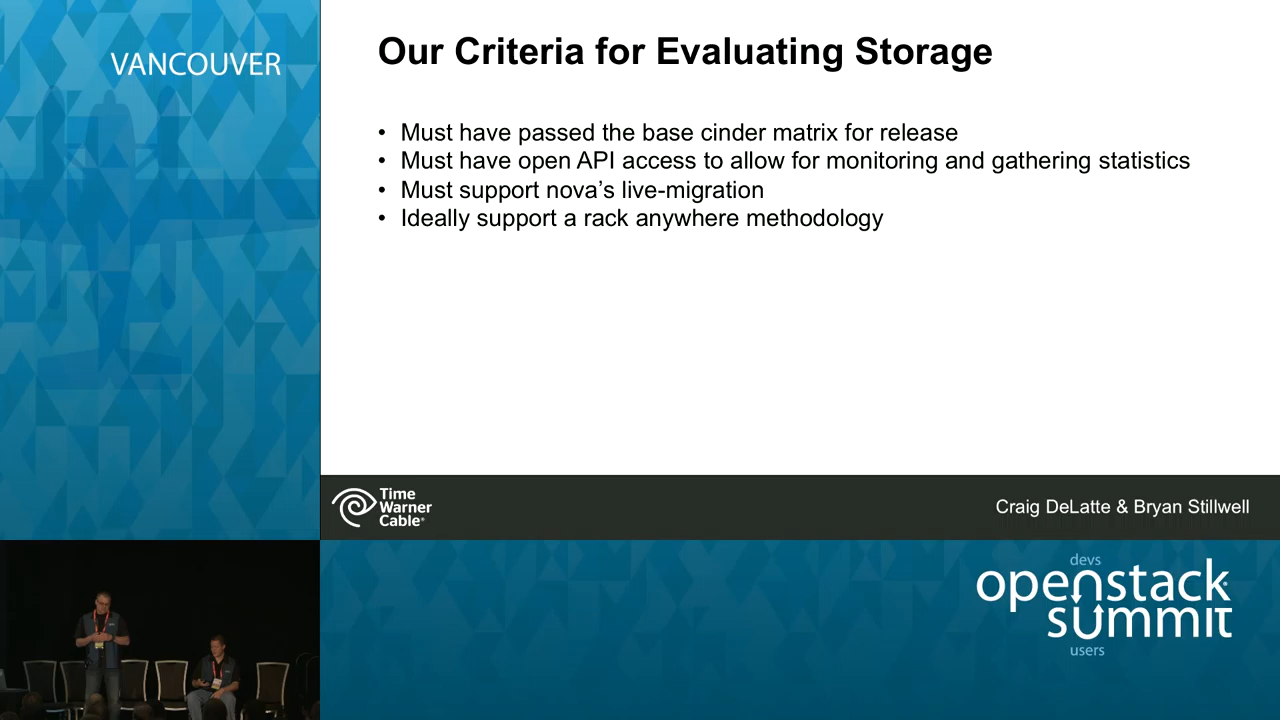 VANCOUVER
Our Criteria for Evaluating Storage
• Must have passed the base cinder matrix for release
• Must have open API access to allow for monitoring and gathering statistics
• Must support nova’s live-migration
• Ideally support a rack anywhere methodology
Time
Warner
Cable®
Craig DeLatte & Bryan Stillwell
devs
openstack
summit
users